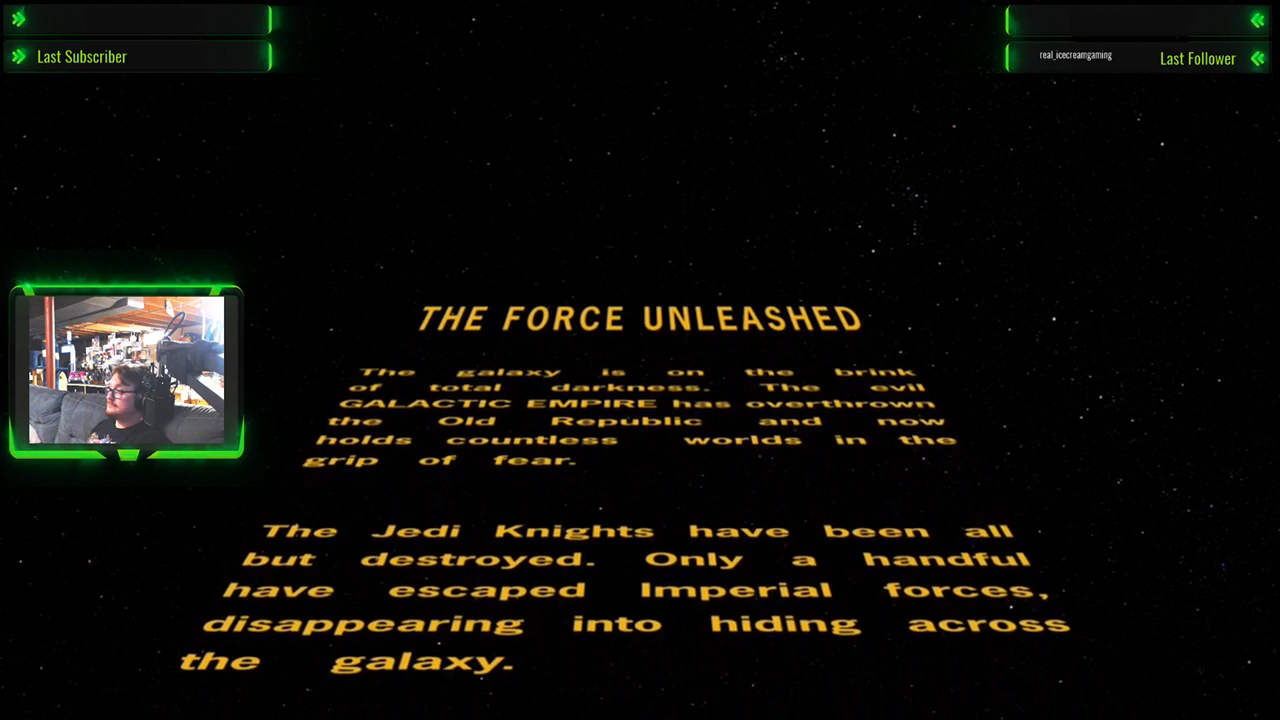 Last Subscriber
real_icecreamgaming
Last Follower
THE FORCE UNLEASHED
The galaxy is on the brink
of total darkness. The evil
GALACTIC EMPIRE has overthrown
the Old Republic and now
holds countless worlds in the
grip of fear.
The Jedi Knights have been all
but destroyed. Only a handful
have escaped Imperial forces,
disappearing into hiding across
the galaxy.